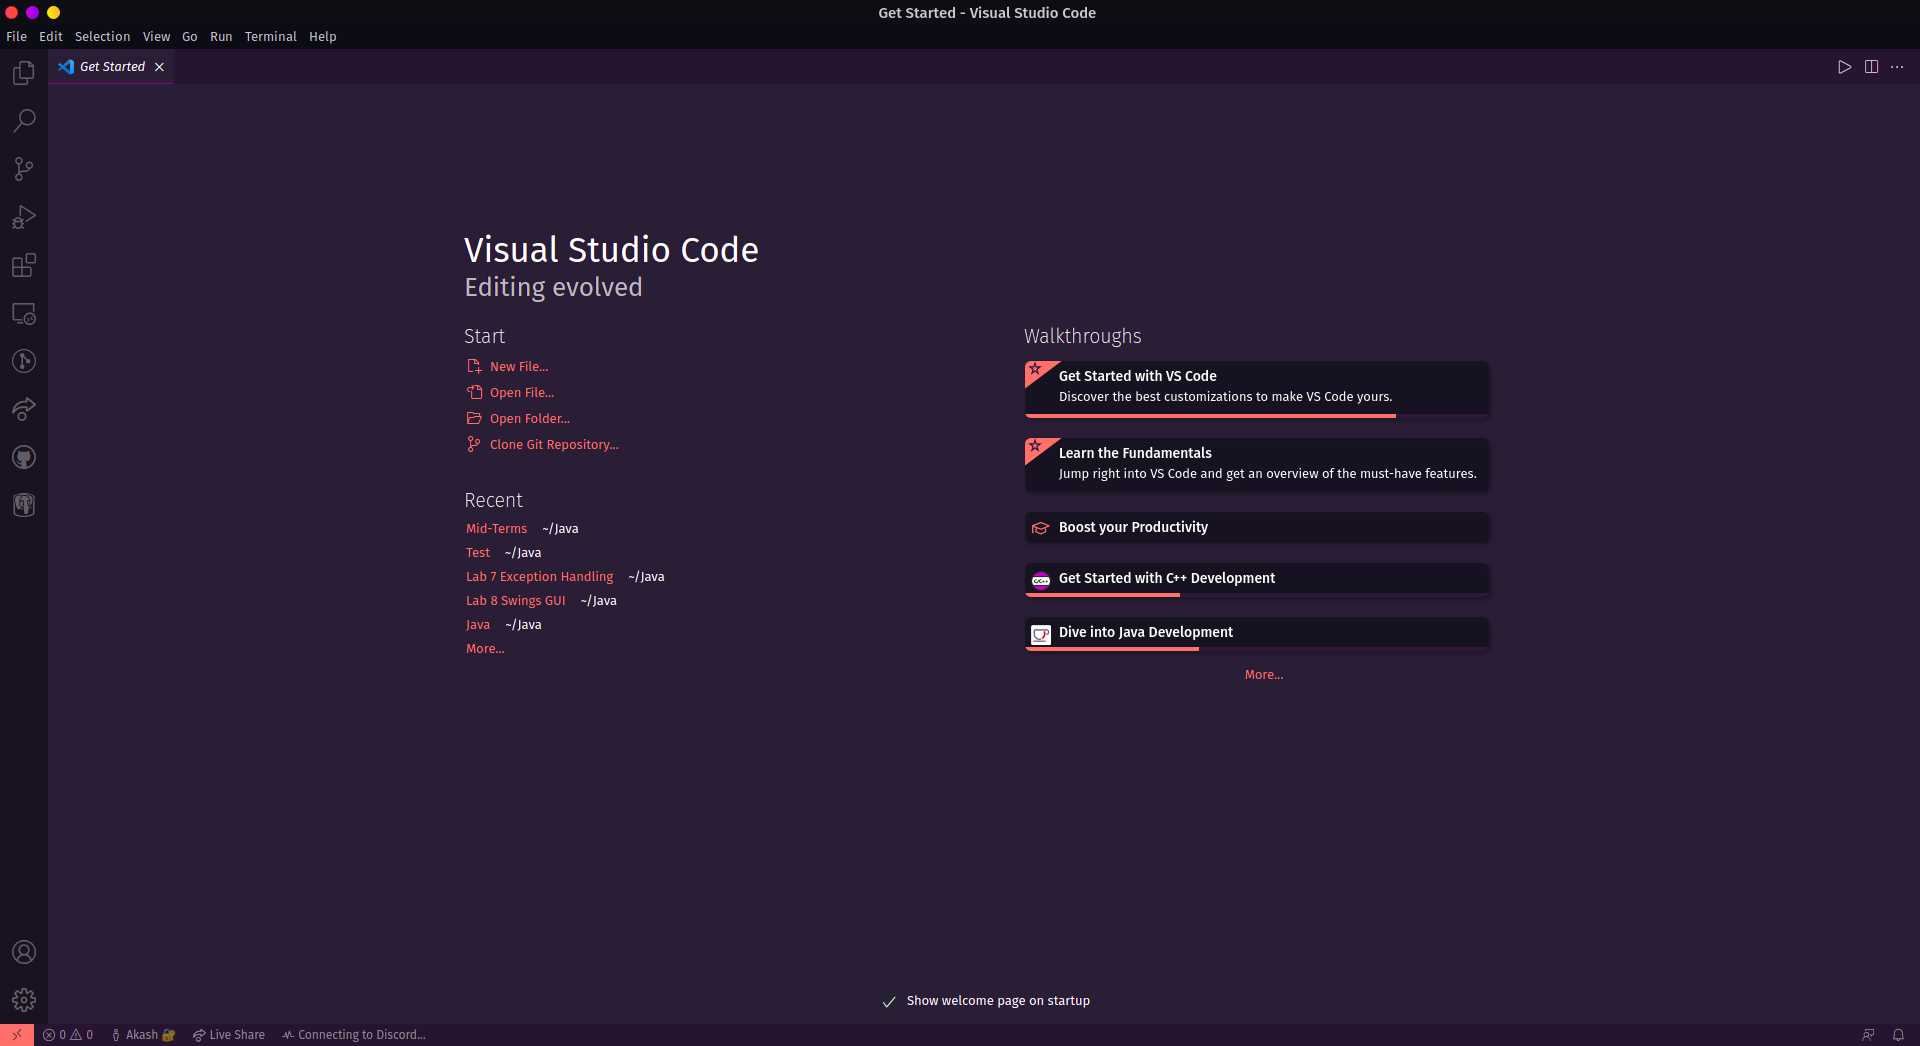 Get Started - Visual Studio Code
File Edit Selection View Go Run Terminal Help
Get Started
Visual Studio Code
Editing evolved
Start
New File...
Open File...
Open Folder...
Clone Git Repository...
Recent
Mid-Terms ~/Java
Test ~/Java
Lab 7 Exception Handling ~/Java
Lab 8 Swings GUI ~/Java
Java ~/Java
More...
Walkthroughs
Get Started with VS Code
Discover the best customizations to make VS Code yours.
Learn the Fundamentals
Jump right into VS Code and get an overview of the must-have features.
Boost your Productivity
C/C++ Get Started with C++ Development
Dive into Java Development
More...
Show welcome page on startup
0 0 Akash 🔐 Live Share Connecting to Discord...